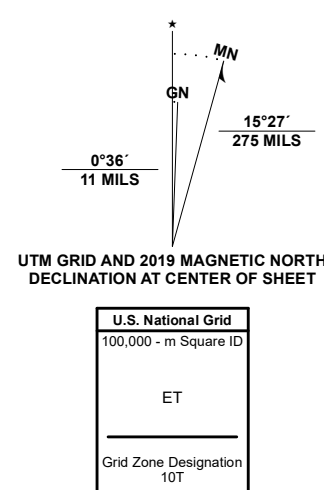 ★
MN
GN
15°27´
275 MILS
0°36´
11 MILS
UTM GRID AND 2019 MAGNETIC NORTH
DECLINATION AT CENTER OF SHEET
U.S. National Grid
100,000 - m Square ID
ET
Grid Zone Designation
10T